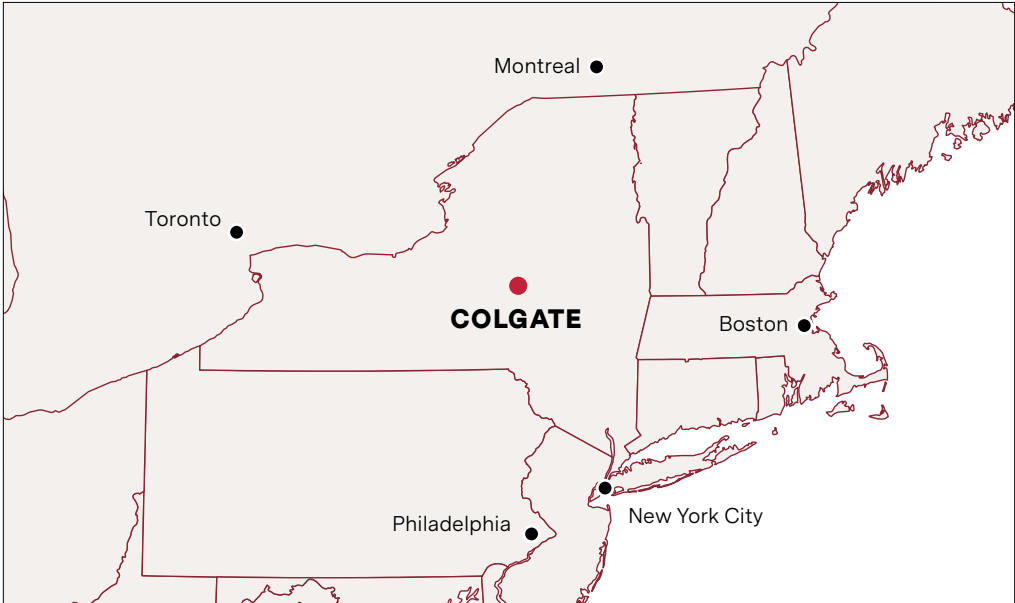 Montreal
Toronto
COLGATE
Boston
New York City
Philadelphia